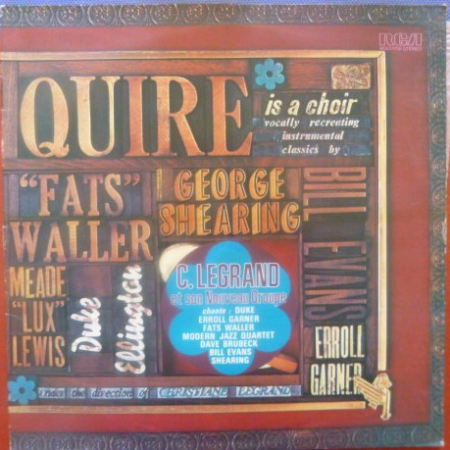 RCA
QUIRE
is a choir
vocally recreating
instrumental
classics by
"FATS"
WALLER
GEORGE
SHEARING
BILL EVANS
MEADE
"LUX"
LEWIS
Duke
Ellington
C. LEGRAND
et son Nouveau Groupe
chante : DUKE
ERROLL GARNER
FATS WALLER
MODERN JAZZ QUARTET
DAVE BRUBECK
BILL EVANS
SHEARING
ERROLL
GARNER
Under the direction of CHRISTIANE LEGRAND